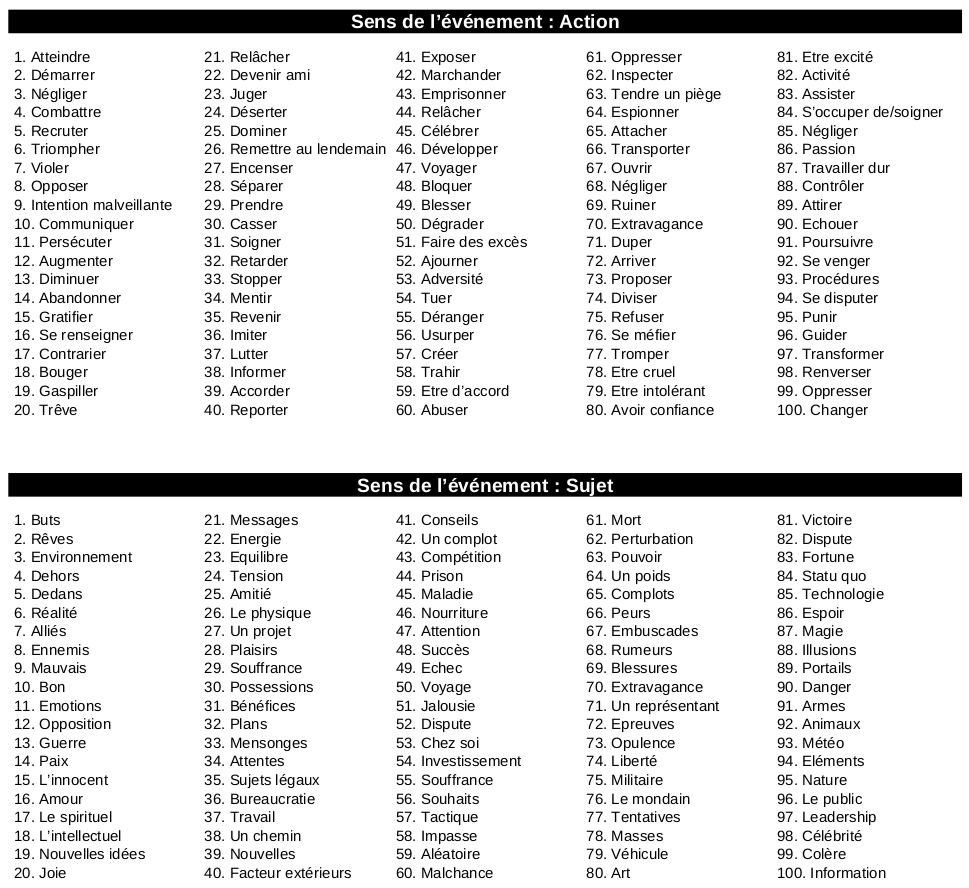 Sens de l’événement : Action
1. Atteindre
2. Démarrer
3. Négliger
4. Combattre
5. Recruter
6. Triompher
7. Violer
8. Opposer
9. Intention malveillante
10. Communiquer
11. Persécuter
12. Augmenter
13. Diminuer
14. Abandonner
15. Gratifier
16. Se renseigner
17. Contrarier
18. Bouger
19. Gaspiller
20. Trêve
21. Relâcher
22. Devenir ami
23. Juger
24. Déserter
25. Dominer
26. Remettre au lendemain
27. Encenser
28. Séparer
29. Prendre
30. Casser
31. Soigner
32. Retarder
33. Stopper
34. Mentir
35. Revenir
36. Imiter
37. Lutter
38. Informer
39. Accorder
40. Reporter
41. Exposer
42. Marchander
43. Emprisonner
44. Relâcher
45. Célébrer
46. Développer
47. Voyager
48. Bloquer
49. Blesser
50. Dégrader
51. Faire des excès
52. Ajourner
53. Adversité
54. Tuer
55. Déranger
56. Usurper
57. Créer
58. Trahir
59. Etre d’accord
60. Abuser
61. Oppresser
62. Inspecter
63. Tendre un piège
64. Espionner
65. Attacher
66. Transporter
67. Ouvrir
68. Négliger
69. Ruiner
70. Extravagance
71. Duper
72. Arriver
73. Proposer
74. Diviser
75. Refuser
76. Se méfier
77. Tromper
78. Etre cruel
79. Etre intolérant
80. Avoir confiance
81. Etre excité
82. Activité
83. Assister
84. S’occuper de/soigner
85. Négliger
86. Passion
87. Travailler dur
88. Contrôler
89. Attirer
90. Echouer
91. Poursuivre
92. Se venger
93. Procédures
94. Se disputer
95. Punir
96. Guider
97. Transformer
98. Renverser
99. Oppresser
100. Changer
Sens de l’événement : Sujet
1. Buts
2. Rêves
3. Environnement
4. Dehors
5. Dedans
6. Réalité
7. Alliés
8. Ennemis
9. Mauvais
10. Bon
11. Emotions
12. Opposition
13. Guerre
14. Paix
15. L’innocent
16. Amour
17. Le spirituel
18. L’intellectuel
19. Nouvelles idées
20. Joie
21. Messages
22. Energie
23. Equilibre
24. Tension
25. Amitié
26. Le physique
27. Un projet
28. Plaisirs
29. Souffrance
30. Possessions
31. Bénéfices
32. Plans
33. Mensonges
34. Attentes
35. Sujets légaux
36. Bureaucratie
37. Travail
38. Un chemin
39. Nouvelles
40. Facteur extérieurs
41. Conseils
42. Un complot
43. Compétition
44. Prison
45. Maladie
46. Nourriture
47. Attention
48. Succès
49. Echec
50. Voyage
51. Jalousie
52. Dispute
53. Chez soi
54. Investissement
55. Souffrance
56. Souhaits
57. Tactique
58. Impasse
59. Aléatoire
60. Malchance
61. Mort
62. Perturbation
63. Pouvoir
64. Un poids
65. Complots
66. Peurs
67. Embuscades
68. Rumeurs
69. Blessures
70. Extravagance
71. Un représentant
72. Epreuves
73. Opulence
74. Liberté
75. Militaire
76. Le mondain
77. Tentatives
78. Masses
79. Véhicule
80. Art
81. Victoire
82. Dispute
83. Fortune
84. Statu quo
85. Technologie
86. Espoir
87. Magie
88. Illusions
89. Portails
90. Danger
91. Armes
92. Animaux
93. Météo
94. Eléments
95. Nature
96. Le public
97. Leadership
98. Célébrité
99. Colère
100. Information